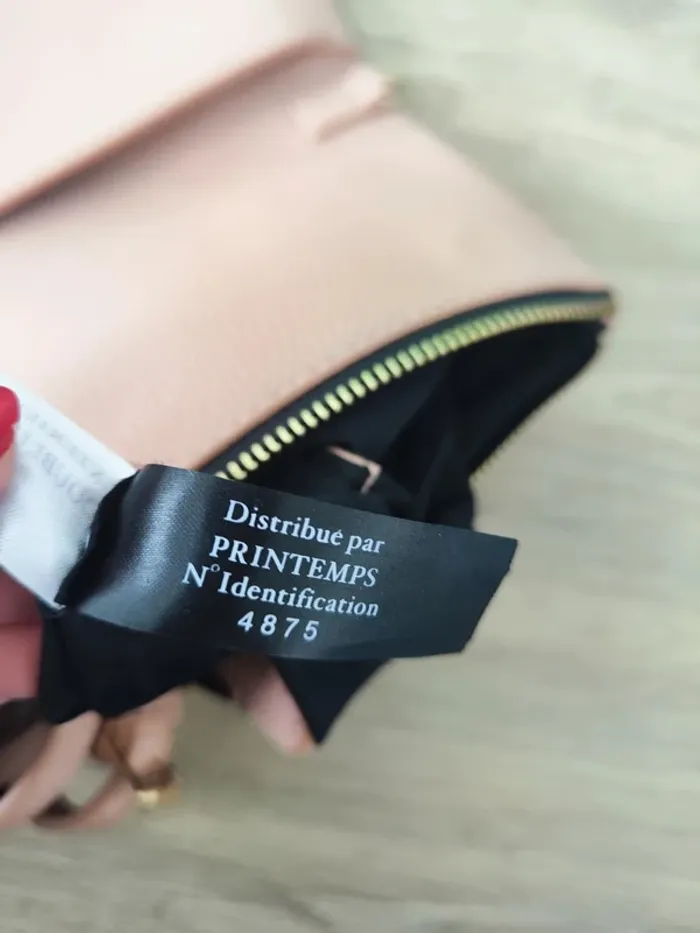 Distribué par
PRINTEMPS
N° Identification
4875